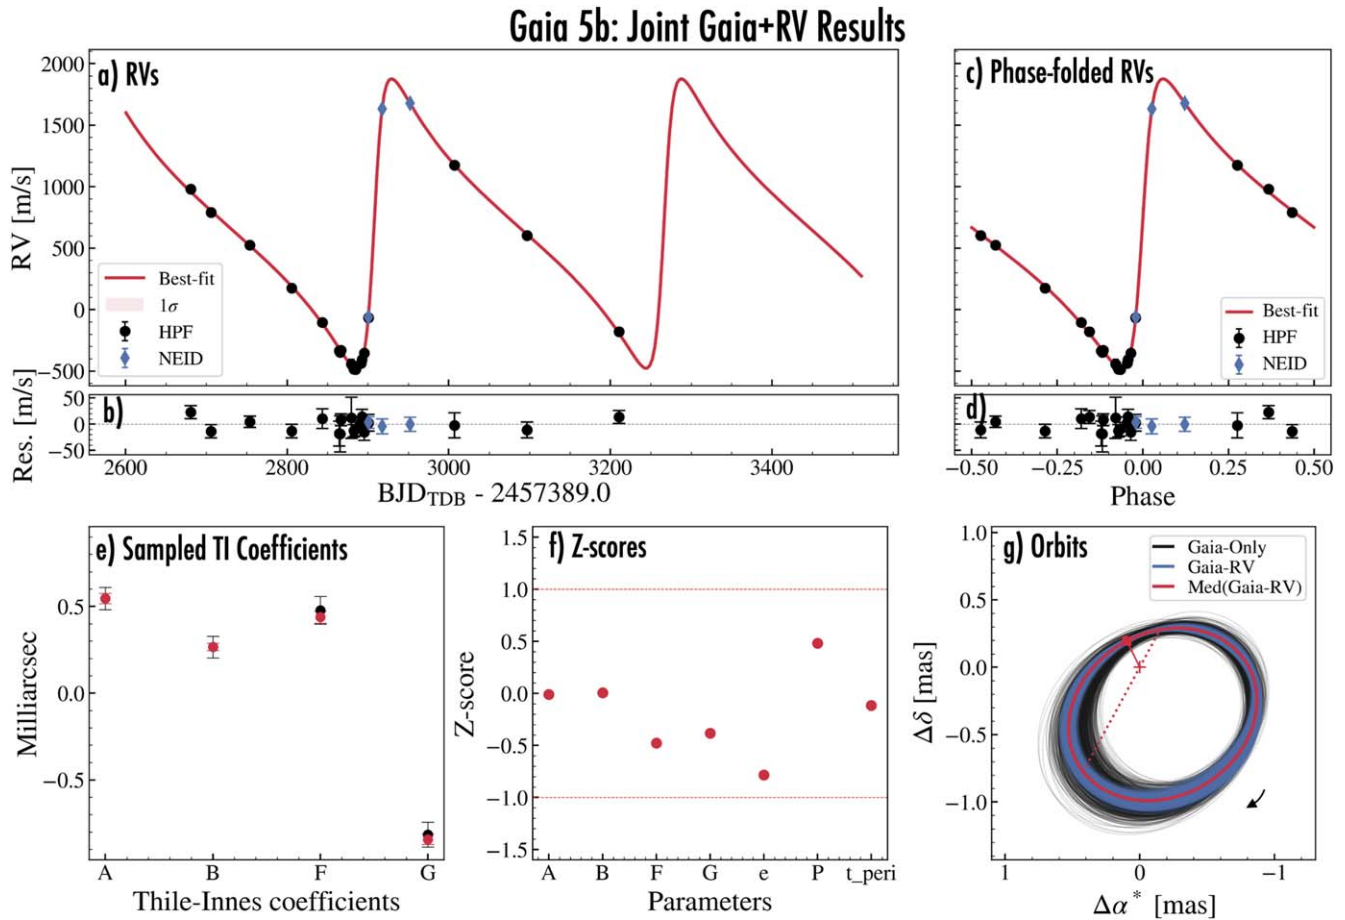 Gaia 5b: Joint Gaia+RV Results
a) RVs
RV [m/s]
2000
1500
1000
500
0
−500
Best-fit
1σ
HPF
NEID
c) Phase-folded RVs
Best-fit
HPF
NEID
b)
Res. [m/s]
50
0
−50
2600
2800
3000
3200
3400
BJD_TDB - 2457389.0
d)
−0.50
−0.25
0.00
0.25
0.50
Phase
e) Sampled TI Coefficients
Milliarcsec
0.5
0.0
−0.5
A
B
F
G
Thile-Innes coefficients
f) Z-scores
Z-score
1.5
1.0
0.5
0.0
−0.5
−1.0
−1.5
A
B
F
G
e
P
t_peri
Parameters
g) Orbits
Gaia-Only
Gaia-RV
Med(Gaia-RV)
Δδ [mas]
1.0
0.5
0.0
−0.5
−1.0
1
0
−1
Δα* [mas]